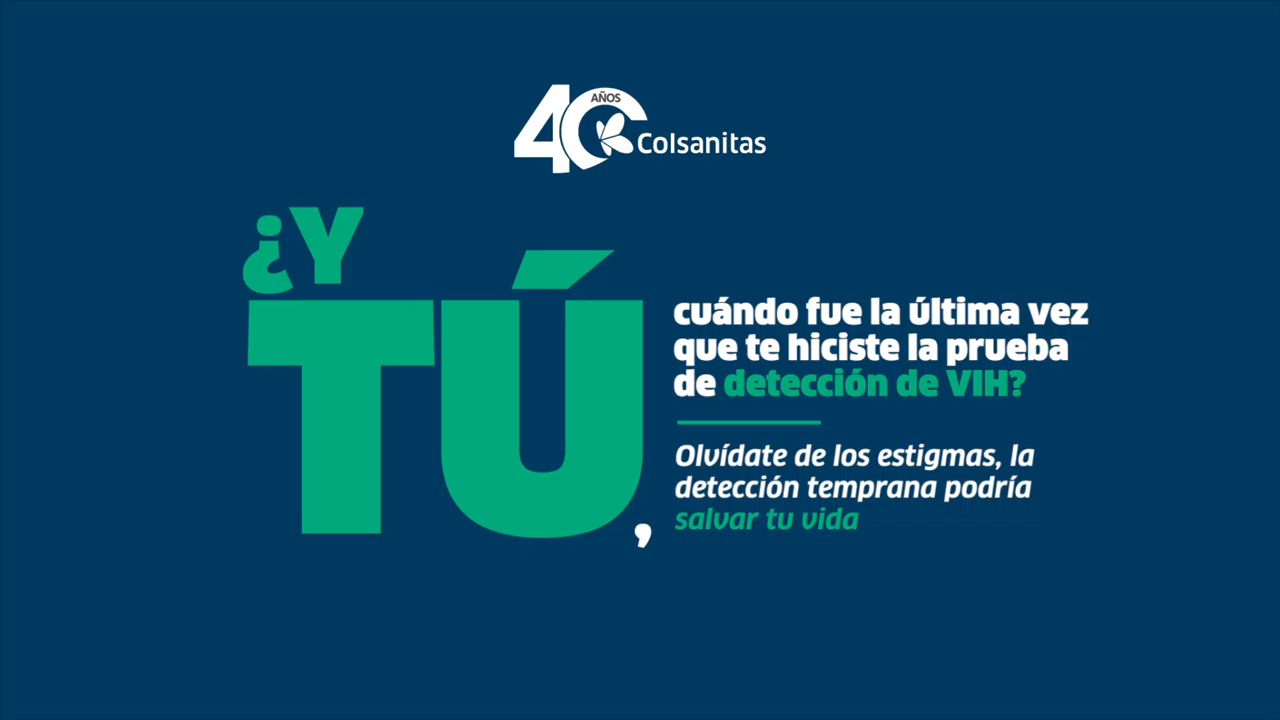 40
AÑOS
Colsanitas
¿Y
TÚ,
cuándo fue la última vez
que te hiciste la prueba
de detección de VIH?
Olvídate de los estigmas, la
detección temprana podría
salvar tu vida